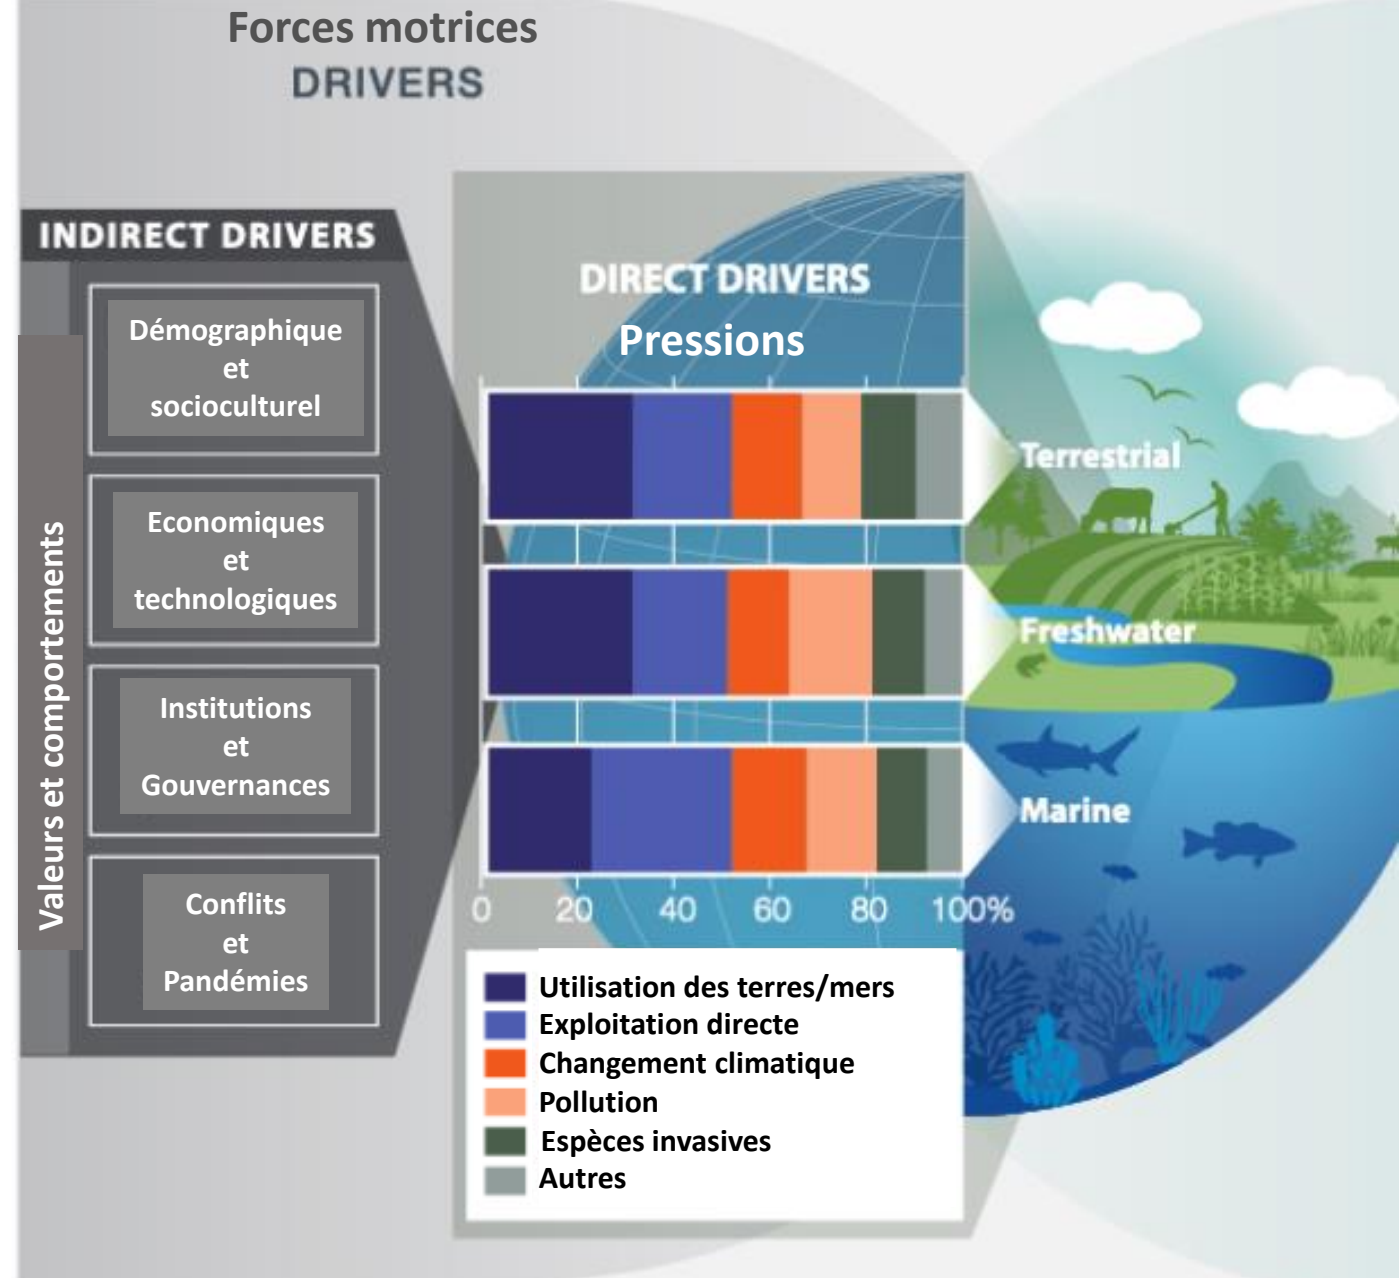 Forces motrices
DRIVERS
INDIRECT DRIVERS
Valeurs et comportements
Démographique
et
socioculturel
Economiques
et
technologiques
Institutions
et
Gouvernances
Conflits
et
Pandémies
DIRECT DRIVERS
Pressions
Terrestrial
Freshwater
Marine
0 20 40 60 80 100%
Utilisation des terres/mers
Exploitation directe
Changement climatique
Pollution
Espèces invasives
Autres